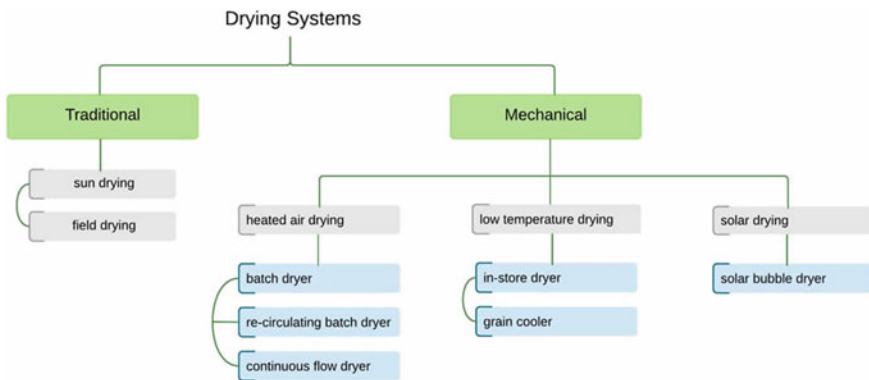 Drying Systems
Traditional
Mechanical
sun drying
field drying
heated air drying
low temperature drying
solar drying
batch dryer
in-store dryer
solar bubble dryer
re-circulating batch dryer
grain cooler
continuous flow dryer